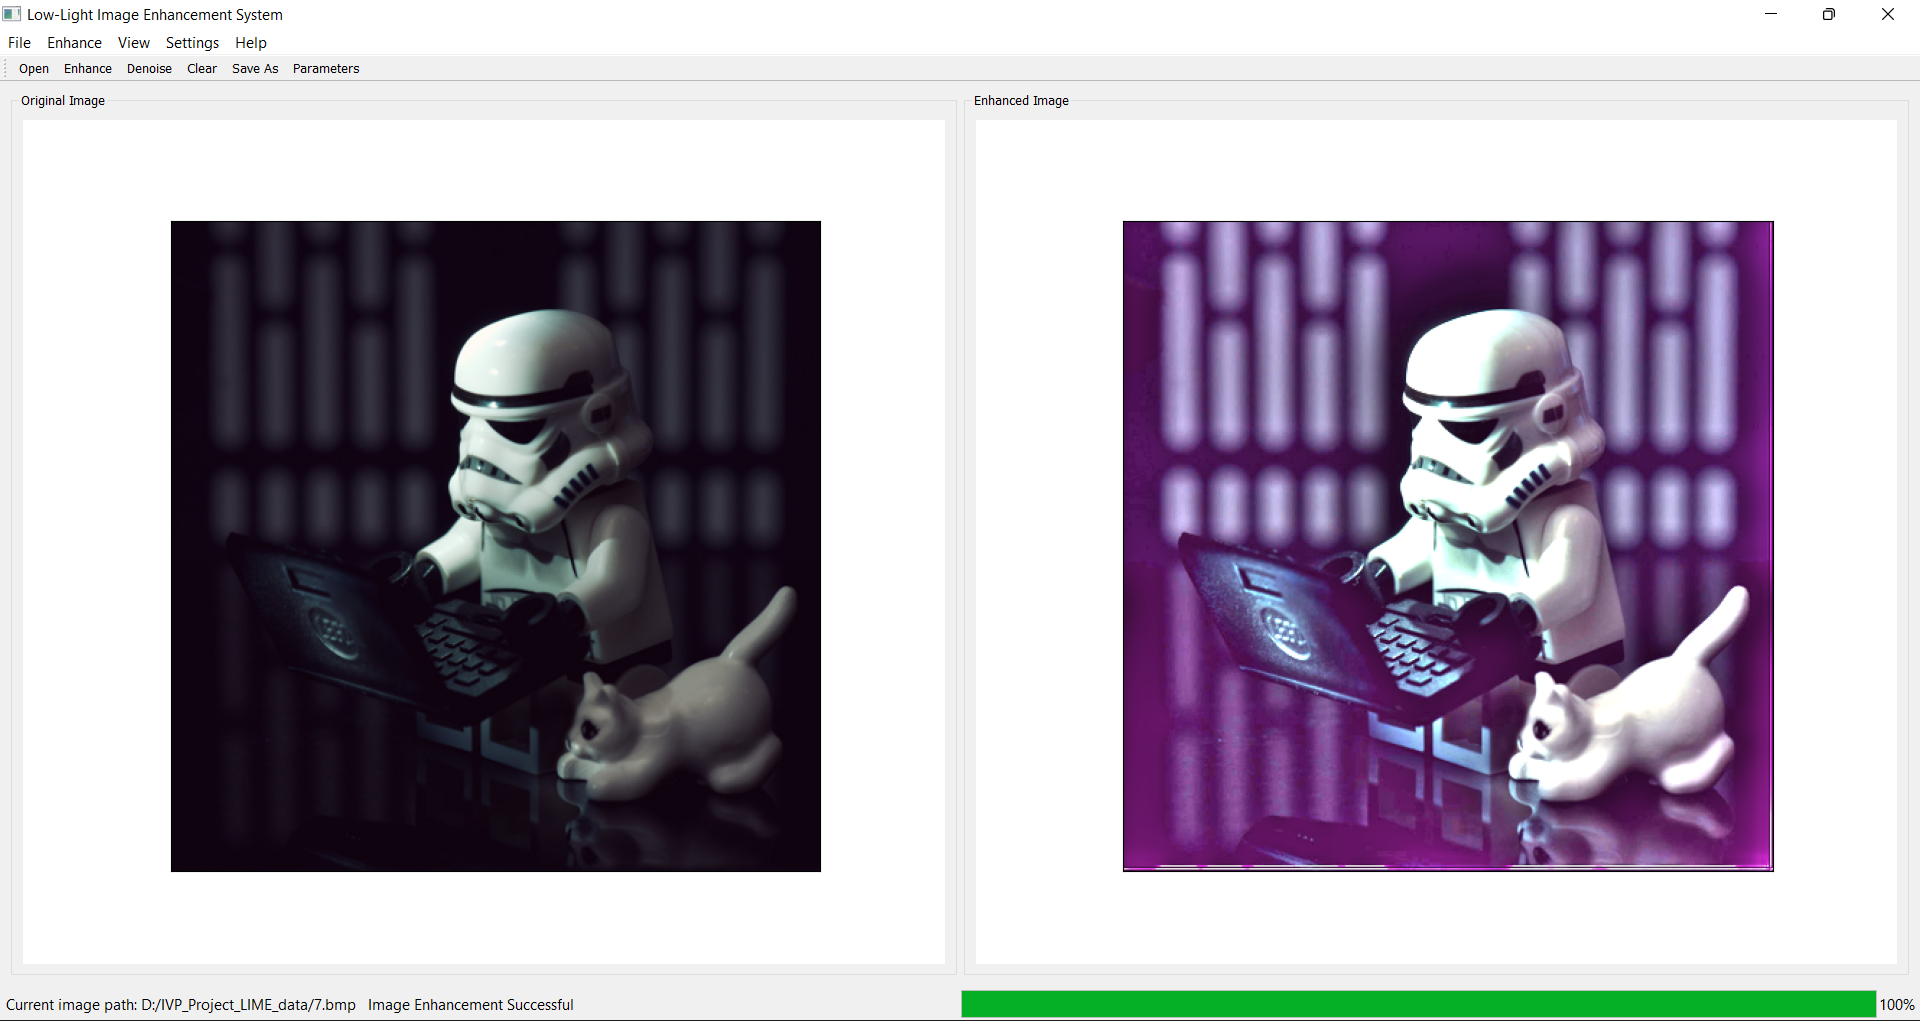 Low-Light Image Enhancement System
File Enhance View Settings Help
Open Enhance Denoise Clear Save As Parameters
Original Image
Enhanced Image
Current image path: D:/IVP_Project_LIME_data/7.bmp Image Enhancement Successful
100%